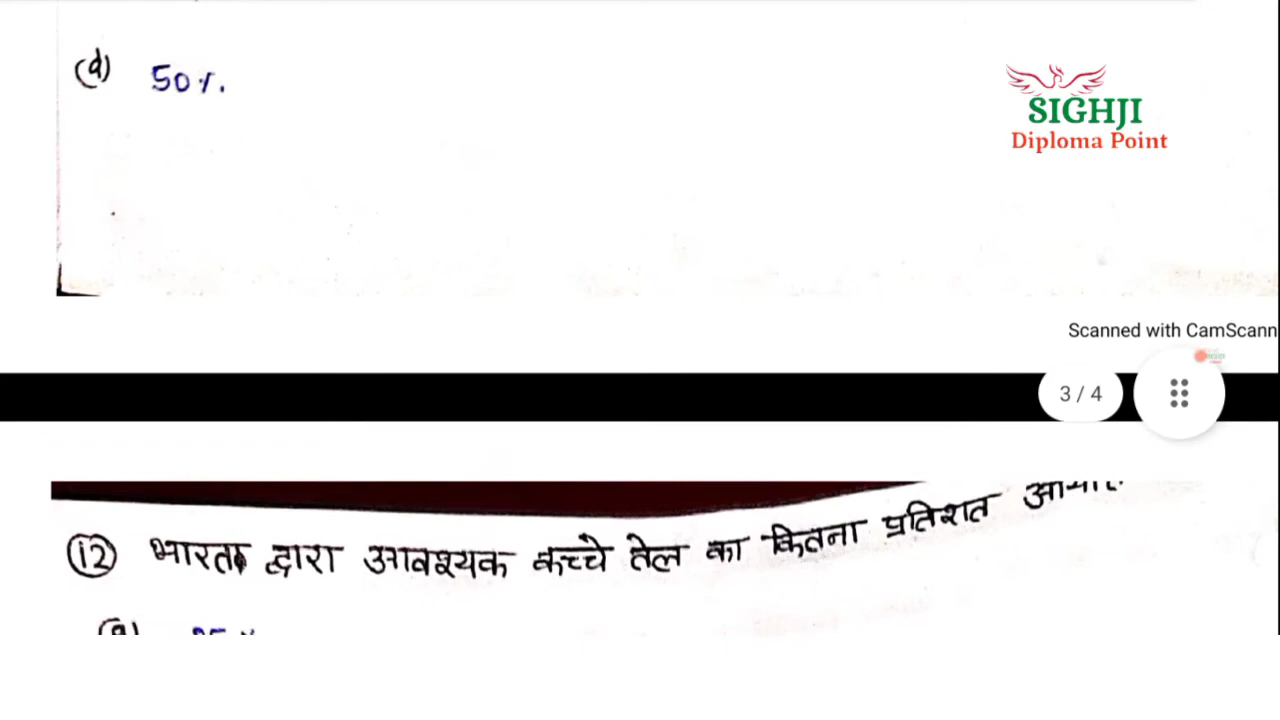 (d) 50%.
SIGHJI
Diploma Point
Scanned with CamScann
3 / 4
(12) भारत द्वारा आवश्यक कच्चे तेल का कितना प्रतिशत
(a)